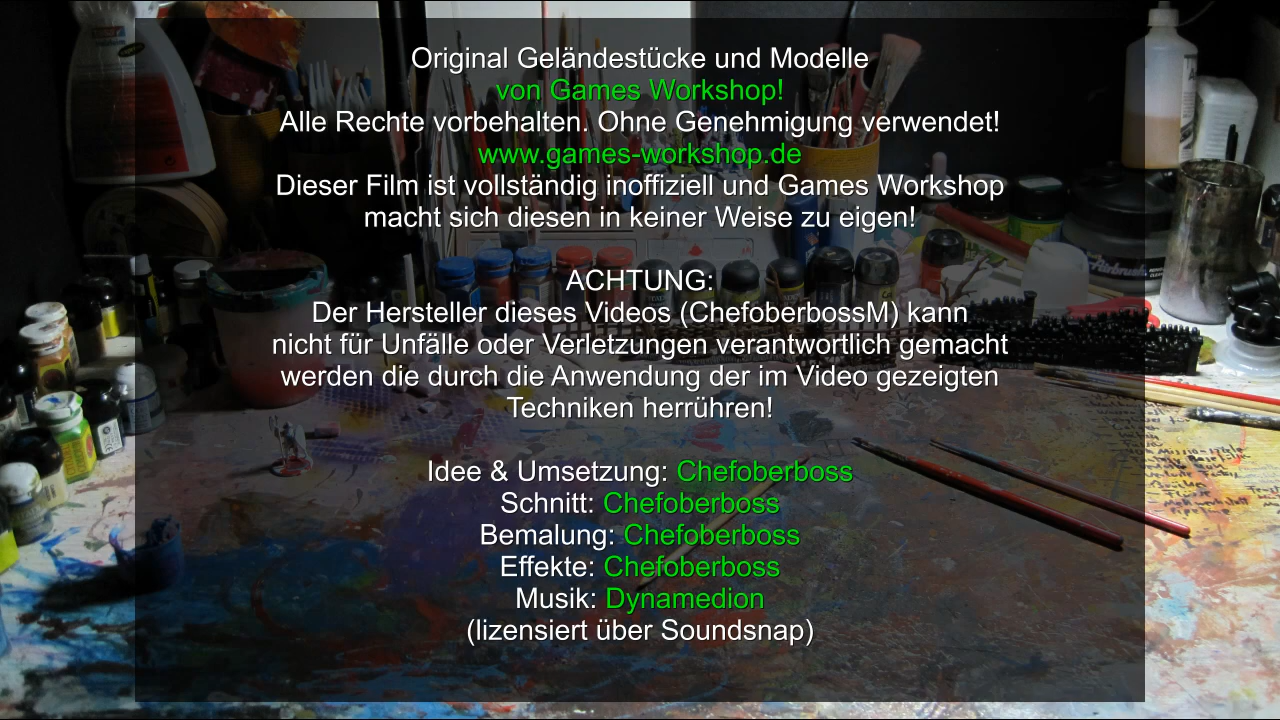 Original Geländestücke und Modelle
von Games Workshop!
Alle Rechte vorbehalten. Ohne Genehmigung verwendet!
www.games-workshop.de
Dieser Film ist vollständig inoffiziell und Games Workshop
macht sich diesen in keiner Weise zu eigen!
ACHTUNG:
Der Hersteller dieses Videos (ChefoberbossM) kann
nicht für Unfälle oder Verletzungen verantwortlich gemacht
werden die durch die Anwendung der im Video gezeigten
Techniken herrühren!
Idee & Umsetzung: Chefoberboss
Schnitt: Chefoberboss
Bemalung: Chefoberboss
Effekte: Chefoberboss
Musik: Dynamedion
(lizensiert über Soundsnap)